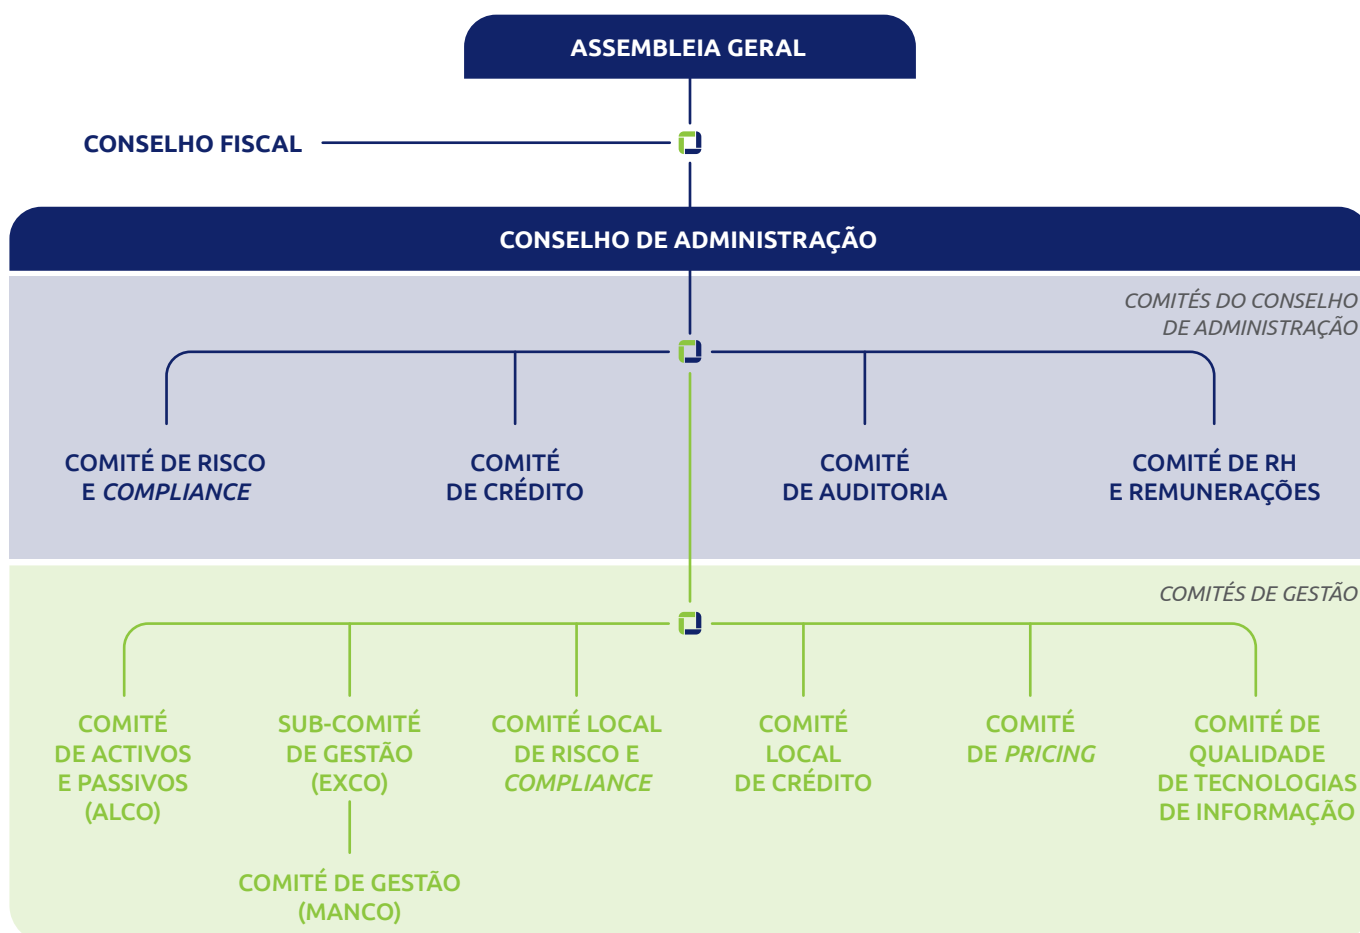 ASSEMBLEIA GERAL
CONSELHO FISCAL
CONSELHO DE ADMINISTRAÇÃO
COMITÉS DO CONSELHO
DE ADMINISTRAÇÃO
COMITÉ DE RISCO
E COMPLIANCE
COMITÉ
DE CRÉDITO
COMITÉ
DE AUDITORIA
COMITÉ DE RH
E REMUNERAÇÕES
COMITÉS DE GESTÃO
COMITÉ
DE ACTIVOS
E PASSIVOS
(ALCO)
SUB-COMITÉ
DE GESTÃO
(EXCO)
COMITÉ LOCAL
DE RISCO E
COMPLIANCE
COMITÉ
LOCAL
DE CRÉDITO
COMITÉ
DE PRICING
COMITÉ DE
QUALIDADE
DE TECNOLOGIAS
DE INFORMAÇÃO
COMITÉ DE GESTÃO
(MANCO)